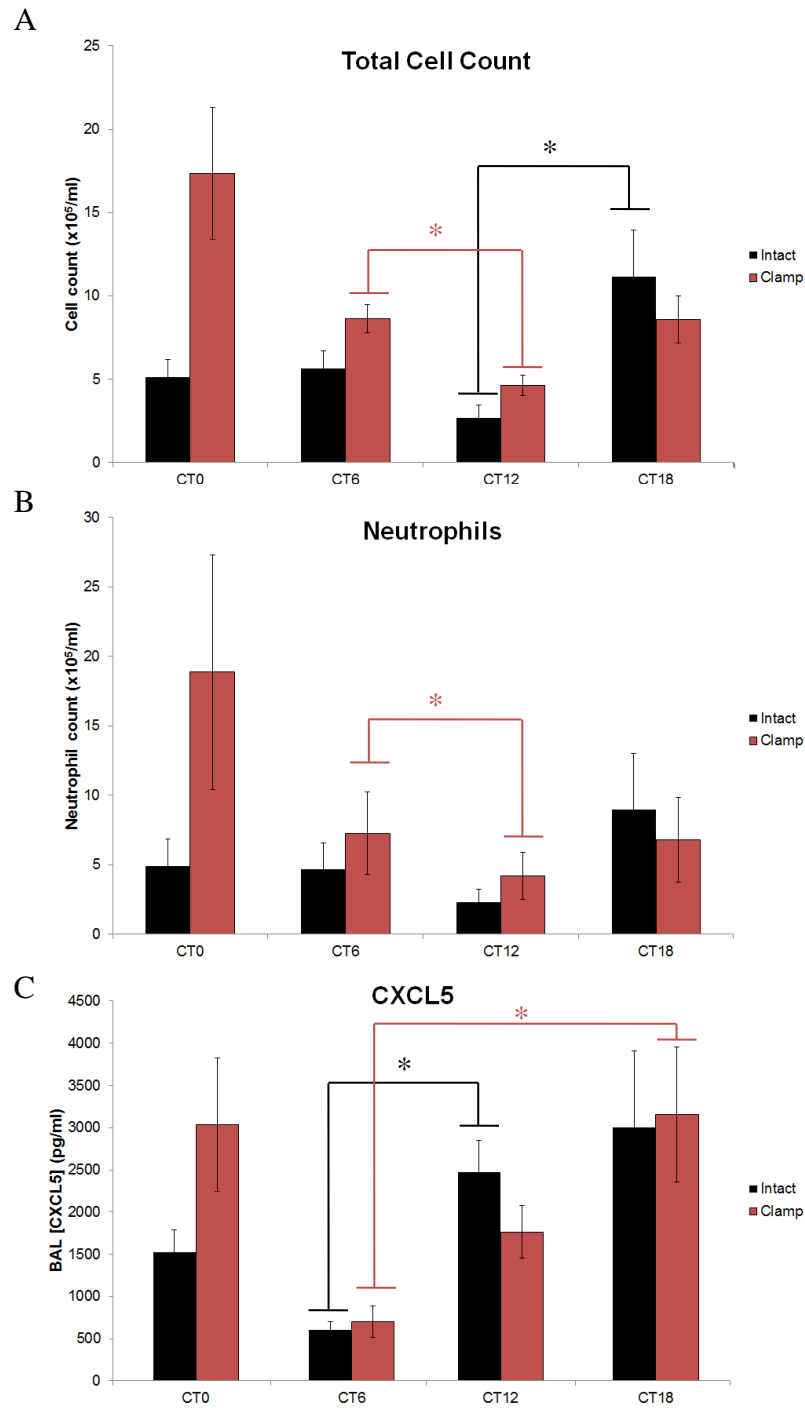 A
Total Cell Count
Cell count (x10⁵/ml)
25
20
15
10
5
0
*
*
CT0 CT6 CT12 CT18
Intact
Clamp
B
Neutrophils
Neutrophil count (x10⁵/ml)
30
25
20
15
10
5
0
*
CT0 CT6 CT12 CT18
Intact
Clamp
C
CXCL5
BAL [CXCL5] (pg/ml)
4500
4000
3500
3000
2500
2000
1500
1000
500
0
*
*
CT0 CT6 CT12 CT18
Intact
Clamp